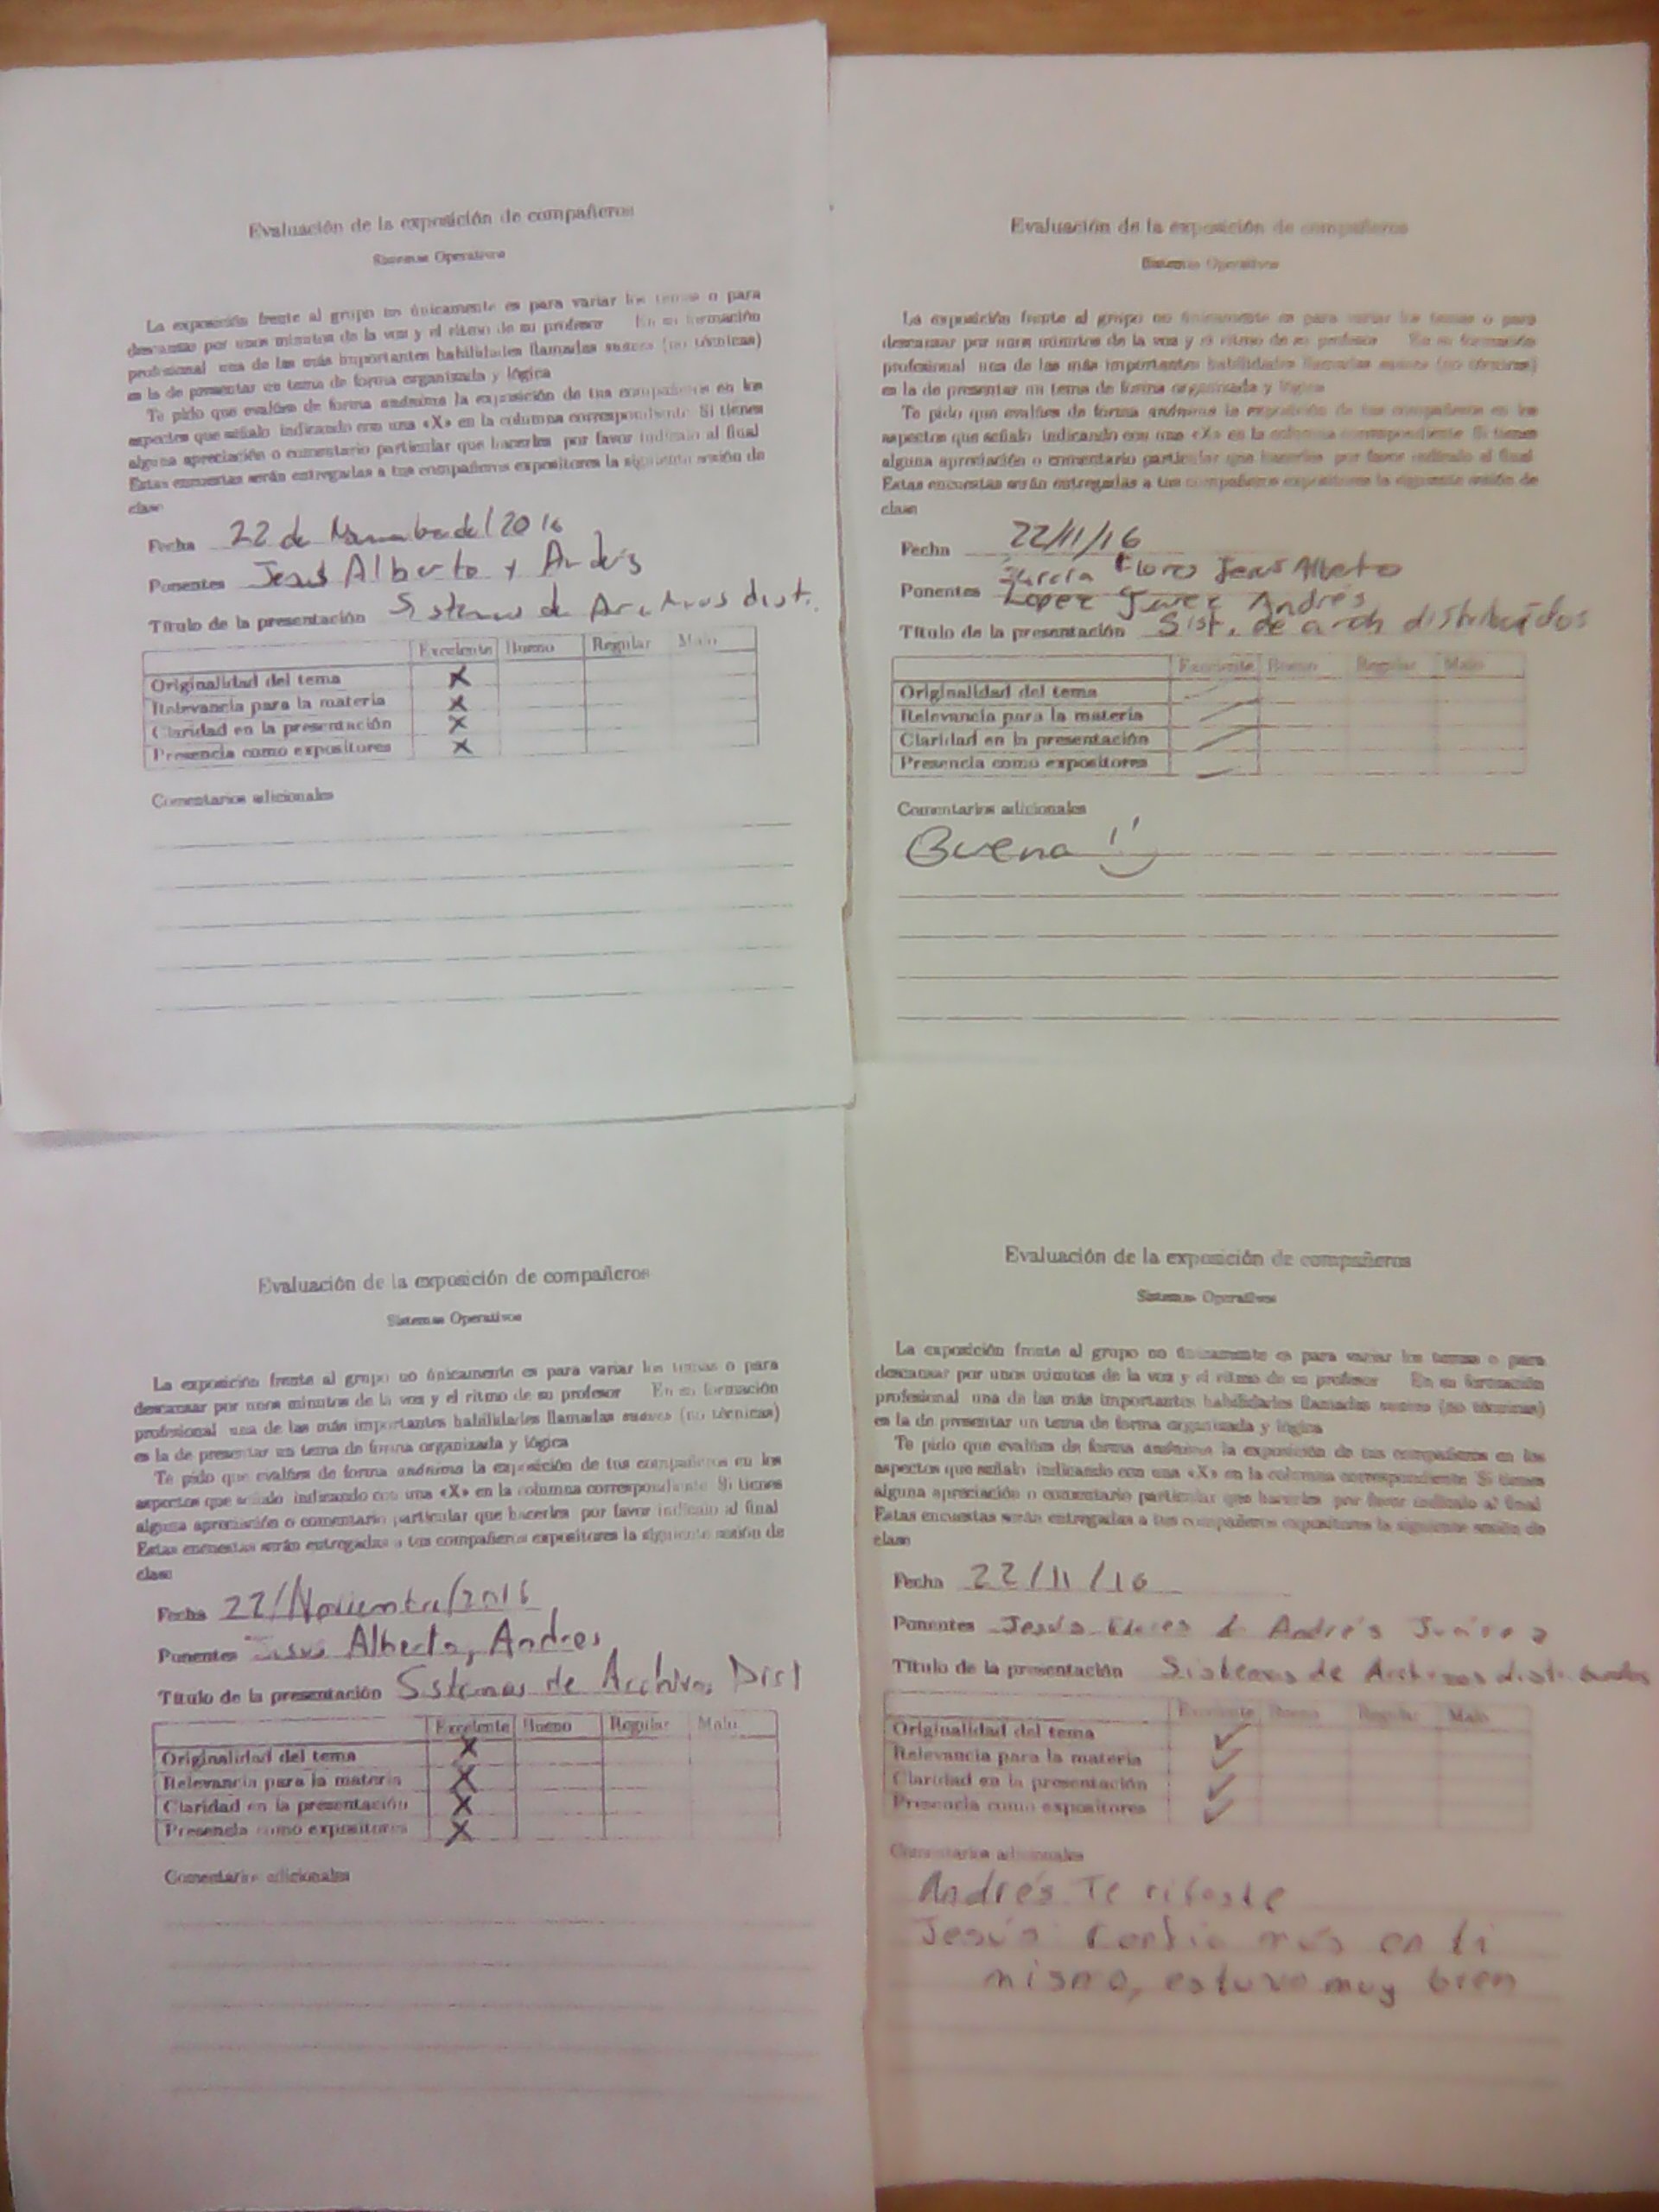 Evaluación de la exposición de compañeros
Sistemas Operativos
La exposición frente al grupo no únicamente es para variar los temas o para
descansar por unos minutos de la voz y el ritmo de su profesor En su formación
profesional una de las más importantes habilidades llamadas suaves (no técnicas)
es la de presentar un tema de forma organizada y lógica
Te pido que evalúes de forma anónima la exposición de tus compañeros en los
aspectos que señalo indicando con una «X» en la columna correspondiente Si tienes
alguna apreciación o comentario particular que hacerles por favor indícalo al final
Estas encuestas serán entregadas a tus compañeros expositores la siguiente sesión de
clase
Fecha 22 de del 2016
Ponentes Jesus Alberto y Andrés
Título de la presentación Sistemas de Archivos dist.
Excelente Bueno Regular Malo
Originalidad del tema X
Relevancia para la materia X
Claridad en la presentación X
Presencia como expositores X
Comentarios adicionales
Evaluación de la exposición de compañeros
Sistemas Operativos
La exposición frente al grupo no únicamente es para variar los temas o para
descansar por unos minutos de la voz y el ritmo de su profesor En su formación
profesional una de las más importantes habilidades llamadas suaves (no técnicas)
es la de presentar un tema de forma organizada y lógica
Te pido que evalúes de forma anónima la exposición de tus compañeros en los
aspectos que señalo indicando con una «X» en la columna correspondiente Si tienes
alguna apreciación o comentario particular que hacerles por favor indícalo al final
Estas encuestas serán entregadas a tus compañeros expositores la siguiente sesión de
clase
Fecha 22/11/16
García Jesus Alberto
Ponentes López Andrés
Título de la presentación Sist. de arch distribuídos
Excelente Bueno Regular Malo
Originalidad del tema
Relevancia para la materia
Claridad en la presentación
Presencia como expositores
Comentarios adicionales
Buena !!
Evaluación de la exposición de compañeros
Sistemas Operativos
La exposición frente al grupo no únicamente es para variar los temas o para
descansar por unos minutos de la voz y el ritmo de su profesor En su formación
profesional una de las más importantes habilidades llamadas suaves (no técnicas)
es la de presentar un tema de forma organizada y lógica
Te pido que evalúes de forma anónima la exposición de tus compañeros en los
aspectos que señalo indicando con una «X» en la columna correspondiente Si tienes
alguna apreciación o comentario particular que hacerles por favor indícalo al final
Estas encuestas serán entregadas a tus compañeros expositores la siguiente sesión de
clase
Fecha 22/Noviembre/2016
Ponentes Jesus Alberto, Andres
Título de la presentación Sistemas de Archivos Dist
Excelente Bueno Regular Malo
Originalidad del tema X
Relevancia para la materia X
Claridad en la presentación X
Presencia como expositores X
Comentarios adicionales
Evaluación de la exposición de compañeros
Sistemas Operativos
La exposición frente al grupo no únicamente es para variar los temas o para
descansar por unos minutos de la voz y el ritmo de su profesor En su formación
profesional una de las más importantes habilidades llamadas suaves (no técnicas)
es la de presentar un tema de forma organizada y lógica
Te pido que evalúes de forma anónima la exposición de tus compañeros en los
aspectos que señalo indicando con una «X» en la columna correspondiente Si tienes
alguna apreciación o comentario particular que hacerles por favor indícalo al final
Estas encuestas serán entregadas a tus compañeros expositores la siguiente sesión de
clase
Fecha 22/11/16
Ponentes Jesús & Andrés Juárez
Título de la presentación Sistemas de Archivos distribuidos
Excelente Bueno Regular Malo
Originalidad del tema ✓
Relevancia para la materia ✓
Claridad en la presentación ✓
Presencia como expositores ✓
Comentarios adicionales
Andrés Te rifaste
Jesús Confía más en ti
mismo, estuvo muy bien